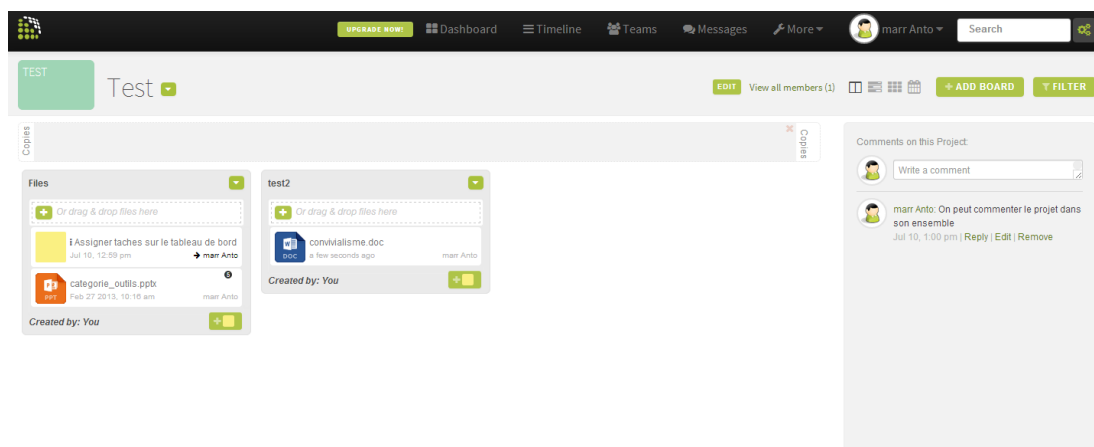 UPGRADE NOW!
Dashboard
Timeline
Teams
Messages
More
marr Anto
Search
TEST
Test
EDIT
View all members (1)
+ ADD BOARD
FILTER
Copies
Copies
Files
Or drag & drop files here
i Assigner taches sur le tableau de bord
Jul 10, 12:59 pm
marr Anto
5
PPT
categorie_outils.pptx
Feb 27 2013, 10:16 am
marr Anto
Created by: You
test2
Or drag & drop files here
DOC
convivialisme.doc
a few seconds ago
marr Anto
Created by: You
Comments on this Project:
Write a comment
marr Anto: On peut commenter le projet dans
son ensemble
Jul 10, 1:00 pm | Reply | Edit | Remove